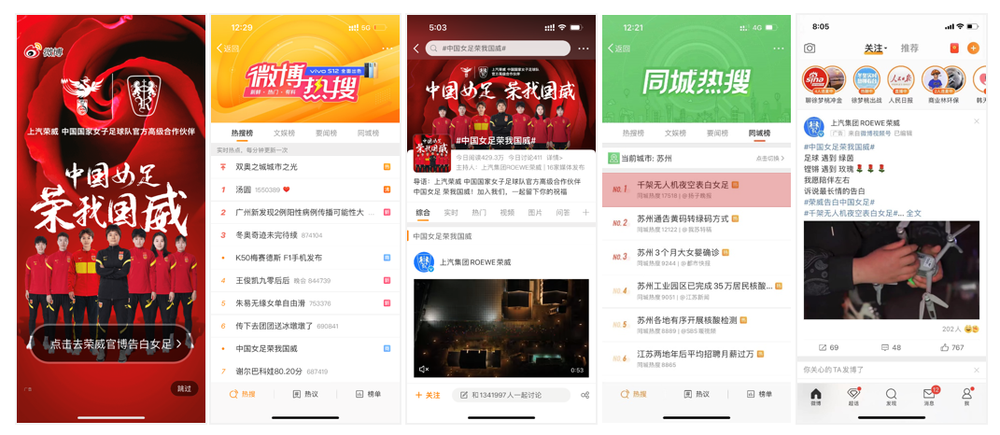 微博
上汽荣威 中国国家女子足球队官方高级合作伙伴
中国女足
荣我国威
点击去荣威官博告白女足 >
广告
跳过
12:29
5G
返回
微博热搜
vivo S12 全面出色
新鲜·热门·有料
热搜榜
文娱榜
要闻榜
同城榜
实时热点，每分钟更新一次
双奥之城城市之光 热
1 汤圆 1550389
2 广州新发现2例阳性病例传播可能性大 ...
3 冬奥奇迹未完待续 874104
K50梅赛德斯 F1手机发布
4 王俊凯九零后后 晚会 844739
5 朱易无缘女单自由滑 753376
6 传下去团团送冰墩墩了 690841
中国女足荣我国威
7 谢尔巴科娃80.20分 687419
热搜
热议
榜单
5:03
#中国女足荣我国威#
上汽荣威 中国国家女子足球队官方高级合作伙伴
中国女足 荣我国威
#中国女足荣我国威#
今日阅读429.3万 今日讨论411 详情>
主持人：上汽集团ROEWE荣威 | 16家媒体发布
导语：上汽荣威 中国国家女子足球队官方合作伙伴
中国女足 荣我国威！加入我们，一起留下你的祝福
综合
实时
热门
视频
图片
问答
中国女足荣我国威
上汽集团ROEWE荣威
0:53
+ 关注
和1341997人一起讨论
12:21
4G
返回
同城热搜
热搜榜
文娱榜
要闻榜
同城榜
当前城市: 苏州
点击切换 >
NO.1 千架无人机夜空表白女足 热
同城热度 17518 | @扬子晚报
NO.2 苏州通告黄码转绿码方式 热
同城热度 12122 | @我苏特稿
NO.3 苏州3个月大女婴确诊 热
同城热度 9244 | @都市快报
NO.4 苏州工业园区已完成35万居民核酸... 热
同城热度 9051 | @江苏新闻
NO.5 苏州各地有序开展核酸检测 热
NO.6 江苏两地年后平均招聘月薪过万 热
同城热度 8865
热搜
热议
榜单
8:05
关注
推荐
sina
人民日报
聊徐梦桃冲金
徐梦桃出战
人民日报
商业林环保
韩天
上汽集团ROEWE荣威
广告 来自微博视频号 已编辑
#中国女足荣我国威#
足球 遇到 绿茵
铿锵 遇到 玫瑰
我愿陪伴左右
诉说最长情的告白
#荣威告白中国女足#
#千架无人机夜空表白女足#... 全文
202人
69
48
767
你关心的TA发博了
微博
超话
发现
12
消息
我